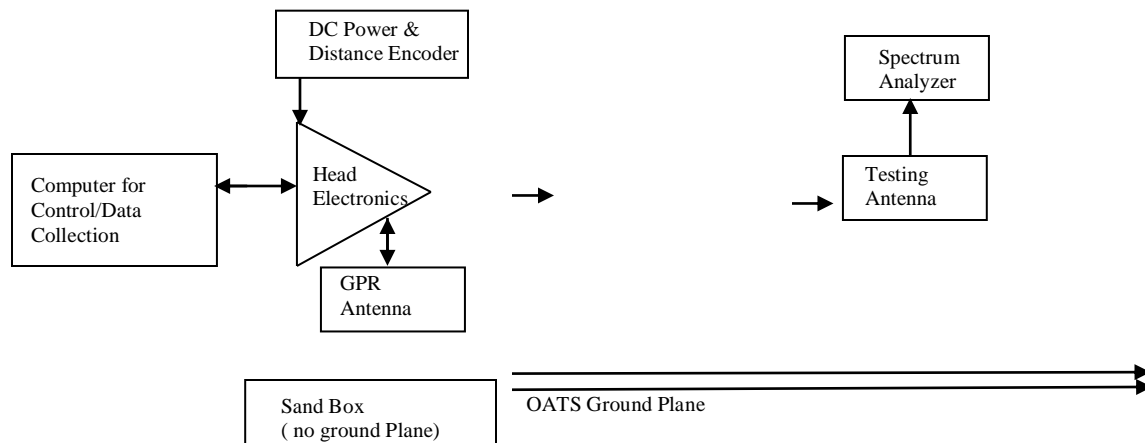 DC Power &
Distance Encoder
Spectrum
Analyzer
Computer for
Control/Data
Collection
Head
Electronics
Testing
Antenna
GPR
Antenna
Sand Box
( no ground Plane)
OATS Ground Plane